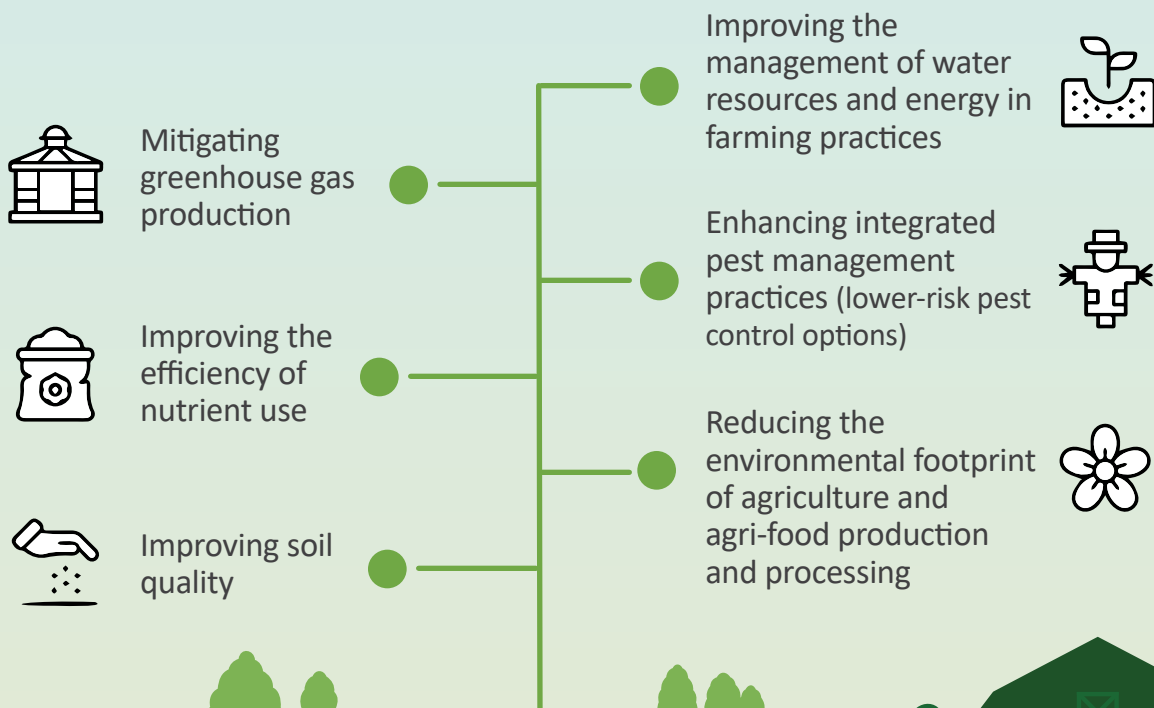 Mitigating
greenhouse gas
production
Improving the
efficiency of
nutrient use
Improving soil
quality
Improving the
management of water
resources and energy in
farming practices
Enhancing integrated
pest management
practices (lower-risk pest
control options)
Reducing the
environmental footprint
of agriculture and
agri-food production
and processing